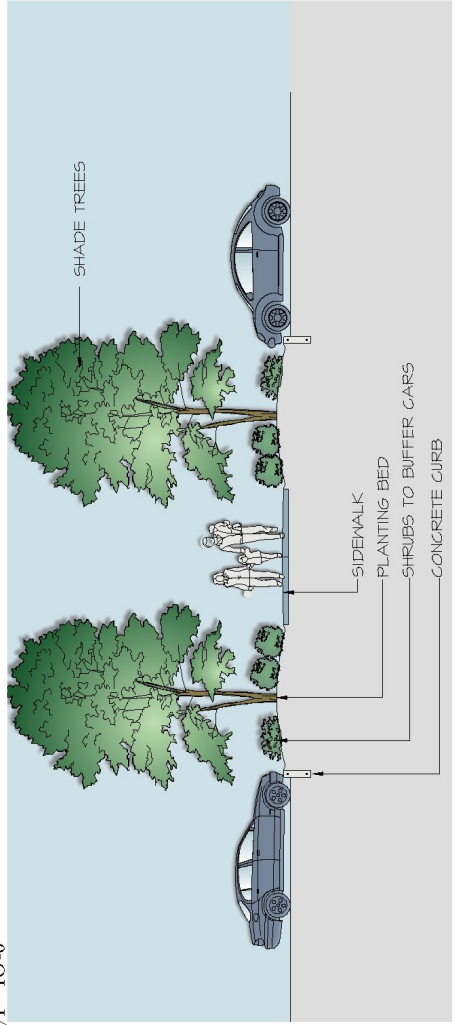 SHADE TREES
SIDEWALK
PLANTING BED
SHRUBS TO BUFFER CARS
CONCRETE CURB